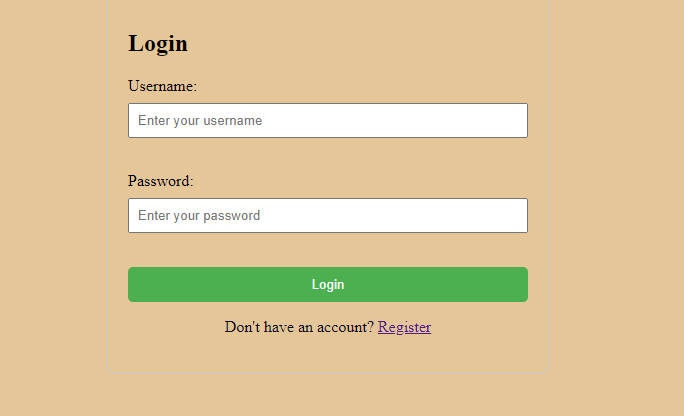 Login
Username:
Enter your username
Password:
Enter your password
Login
Don't have an account? Register